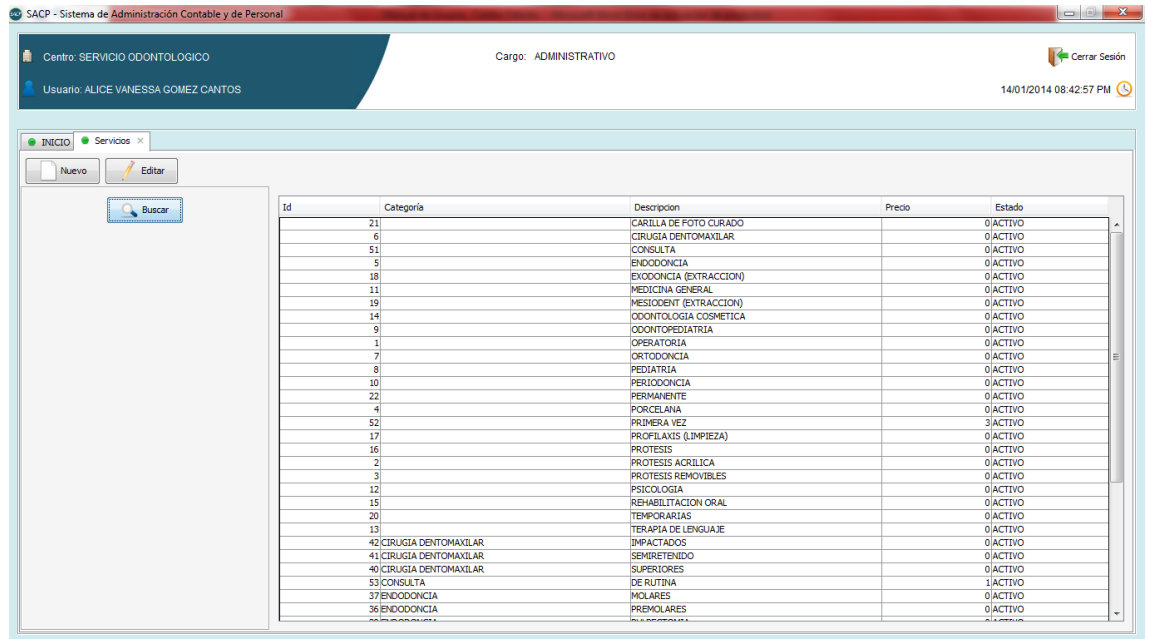 SACP - Sistema de Administración Contable y de Personal
Centro: SERVICIO ODONTOLOGICO
Cargo: ADMINISTRATIVO
Cerrar Sesión
Usuario: ALICE VANESSA GOMEZ CANTOS
14/01/2014 08:42:57 PM
INICIO Servicios
Nuevo Editar
Buscar
Id Categoría Descripcion Precio Estado
21 CARILLA DE FOTO CURADO 0 ACTIVO
6 CIRUGIA DENTOMAXILAR 0 ACTIVO
51 CONSULTA 0 ACTIVO
5 ENDODONCIA 0 ACTIVO
18 EXODONCIA (EXTRACCION) 0 ACTIVO
11 MEDICINA GENERAL 0 ACTIVO
19 MESIODENT (EXTRACCION) 0 ACTIVO
14 ODONTOLOGIA COSMETICA 0 ACTIVO
9 ODONTOPEDIATRIA 0 ACTIVO
1 OPERATORIA 0 ACTIVO
7 ORTODONCIA 0 ACTIVO
8 PEDIATRIA 0 ACTIVO
10 PERIODONCIA 0 ACTIVO
22 PERMANENTE 0 ACTIVO
4 PORCELANA 0 ACTIVO
52 PRIMERA VEZ 3 ACTIVO
17 PROFILAXIS (LIMPIEZA) 0 ACTIVO
16 PROTESIS 0 ACTIVO
2 PROTESIS ACRILICA 0 ACTIVO
3 PROTESIS REMOVIBLES 0 ACTIVO
12 PSICOLOGIA 0 ACTIVO
15 REHABILITACION ORAL 0 ACTIVO
20 TEMPORARIAS 0 ACTIVO
13 TERAPIA DE LENGUAJE 0 ACTIVO
42 CIRUGIA DENTOMAXILAR IMPACTADOS 0 ACTIVO
41 CIRUGIA DENTOMAXILAR SEMIRETENIDO 0 ACTIVO
40 CIRUGIA DENTOMAXILAR SUPERIORES 0 ACTIVO
53 CONSULTA DE RUTINA 1 ACTIVO
37 ENDODONCIA MOLARES 0 ACTIVO
36 ENDODONCIA PREMOLARES 0 ACTIVO